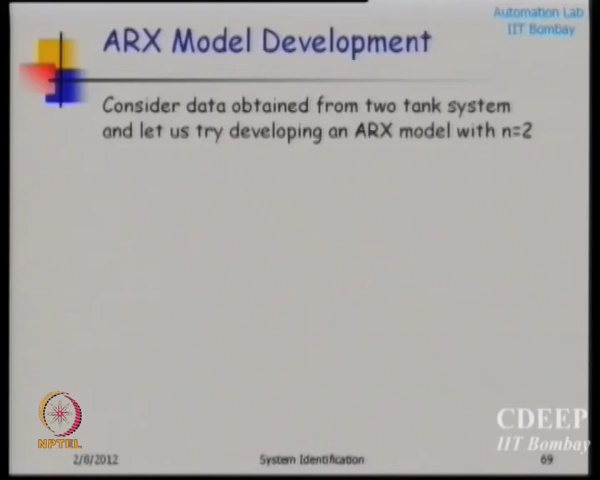 Automation Lab
IIT Bombay
ARX Model Development
Consider data obtained from two tank system
and let us try developing an ARX model with n=2
NPTEL
CDEEP
IIT Bombay
2/8/2012
System Identification
69